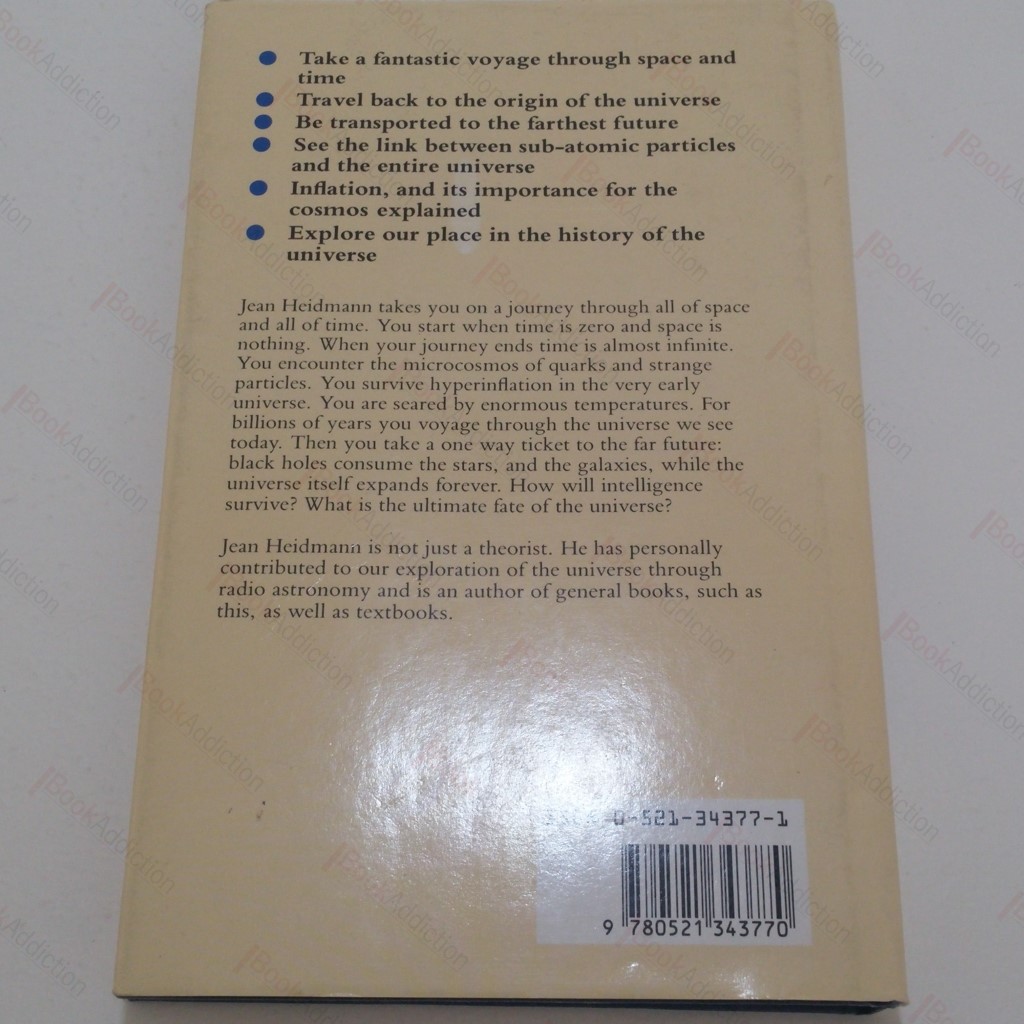 ● Take a fantastic voyage through space and
time
● Travel back to the origin of the universe
● Be transported to the farthest future
● See the link between sub-atomic particles
and the entire universe
● Inflation, and its importance for the
cosmos explained
● Explore our place in the history of the
universe
Jean Heidmann takes you on a journey through all of space
and all of time. You start when time is zero and space is
nothing. When your journey ends time is almost infinite.
You encounter the microcosmos of quarks and strange
particles. You survive hyperinflation in the very early
universe. You are seared by enormous temperatures. For
billions of years you voyage through the universe we see
today. Then you take a one way ticket to the far future:
black holes consume the stars, and the galaxies, while the
universe itself expands forever. How will intelligence
survive? What is the ultimate fate of the universe?
Jean Heidmann is not just a theorist. He has personally
contributed to our exploration of the universe through
radio astronomy and is an author of general books, such as
this, as well as textbooks.
0-521-34377-1
9 780521 343770
BookAddiction